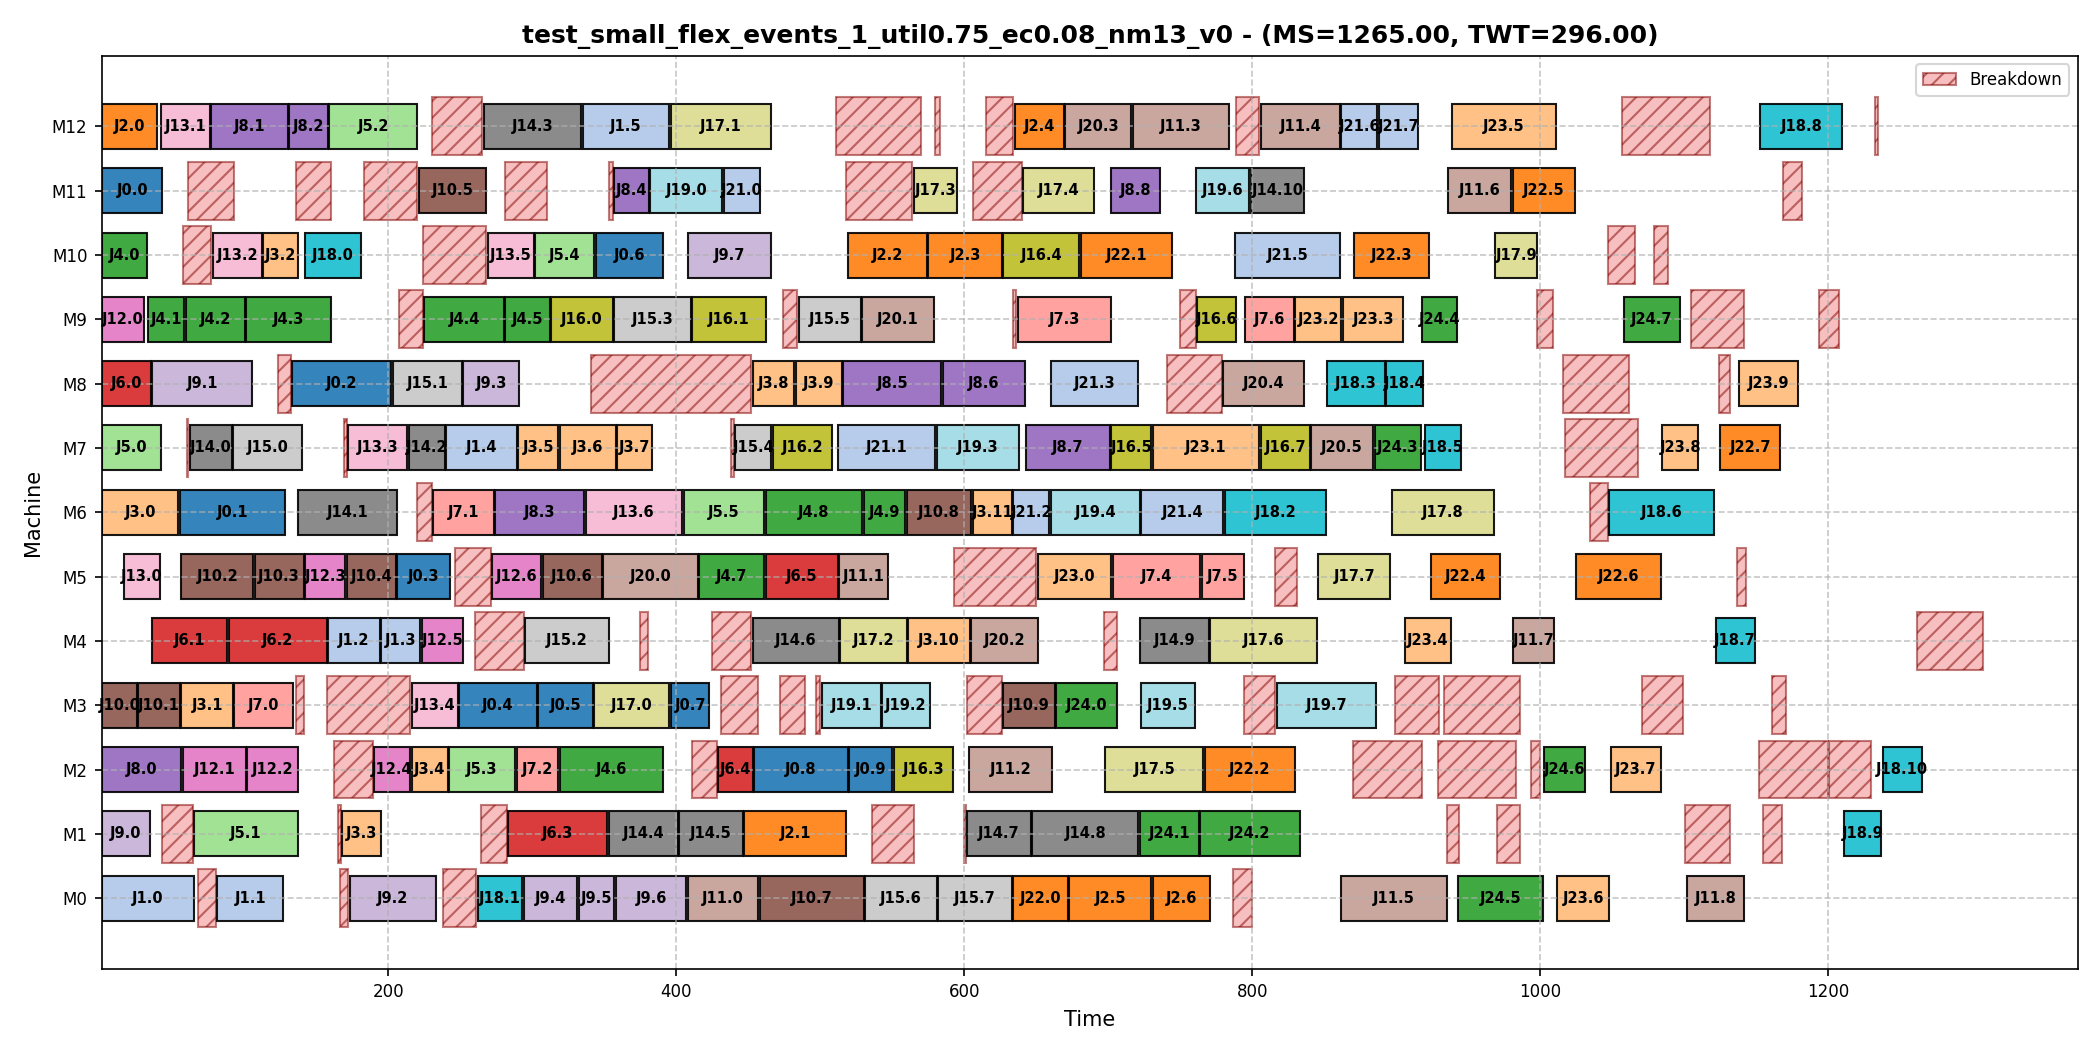 test_small_flex_events_1_util0.75_ec0.08_nm13_v0 - (MS=1265.00, TWT=296.00)
Breakdown
M12 J2.0 J13.1 J8.1 J8.2 J5.2 J14.3 J1.5 J17.1 J2.4 J20.3 J11.3 J11.4 J21.6 J21.7 J23.5 J18.8
M11 J0.0 J10.5 J8.4 J19.0 J21.0 J17.3 J17.4 J8.8 J19.6 J14.10 J11.6 J22.5
M10 J4.0 J13.2 J3.2 J18.0 J13.5 J5.4 J0.6 J9.7 J2.2 J2.3 J16.4 J22.1 J21.5 J22.3 J17.9
M9 J12.0 J4.1 J4.2 J4.3 J4.4 J4.5 J16.0 J15.3 J16.1 J15.5 J20.1 J7.3 J16.6 J7.6 J23.2 J23.3 J24.4 J24.7
M8 J6.0 J9.1 J0.2 J15.1 J9.3 J3.8 J3.9 J8.5 J8.6 J21.3 J20.4 J18.3 J18.4 J23.9
M7 J5.0 J14.0 J15.0 J13.3 J14.2 J1.4 J3.5 J3.6 J3.7 J15.4 J16.2 J21.1 J19.3 J8.7 J16.5 J23.1 J16.7 J20.5 J24.3 J18.5 J23.8 J22.7
M6 J3.0 J0.1 J14.1 J7.1 J8.3 J13.6 J5.5 J4.8 J4.9 J10.8 J3.11 J21.2 J19.4 J21.4 J18.2 J17.8 J18.6
M5 J13.0 J10.2 J10.3 J12.3 J10.4 J0.3 J12.6 J10.6 J20.0 J4.7 J6.5 J11.1 J23.0 J7.4 J7.5 J17.7 J22.4 J22.6
M4 J6.1 J6.2 J1.2 J1.3 J12.5 J15.2 J14.6 J17.2 J3.10 J20.2 J14.9 J17.6 J23.4 J11.7 J18.7
M3 J10.0 J10.1 J3.1 J7.0 J13.4 J0.4 J0.5 J17.0 J0.7 J19.1 J19.2 J10.9 J24.0 J19.5 J19.7
M2 J8.0 J12.1 J12.2 J12.4 J3.4 J5.3 J7.2 J4.6 J6.4 J0.8 J0.9 J16.3 J11.2 J17.5 J22.2 J24.6 J23.7 J18.10
M1 J9.0 J5.1 J3.3 J6.3 J14.4 J14.5 J2.1 J14.7 J14.8 J24.1 J24.2 J18.9
M0 J1.0 J1.1 J9.2 J18.1 J9.4 J9.5 J9.6 J11.0 J10.7 J15.6 J15.7 J22.0 J2.5 J2.6 J11.5 J24.5 J23.6 J11.8
200 400 600 800 1000 1200
Time
Machine